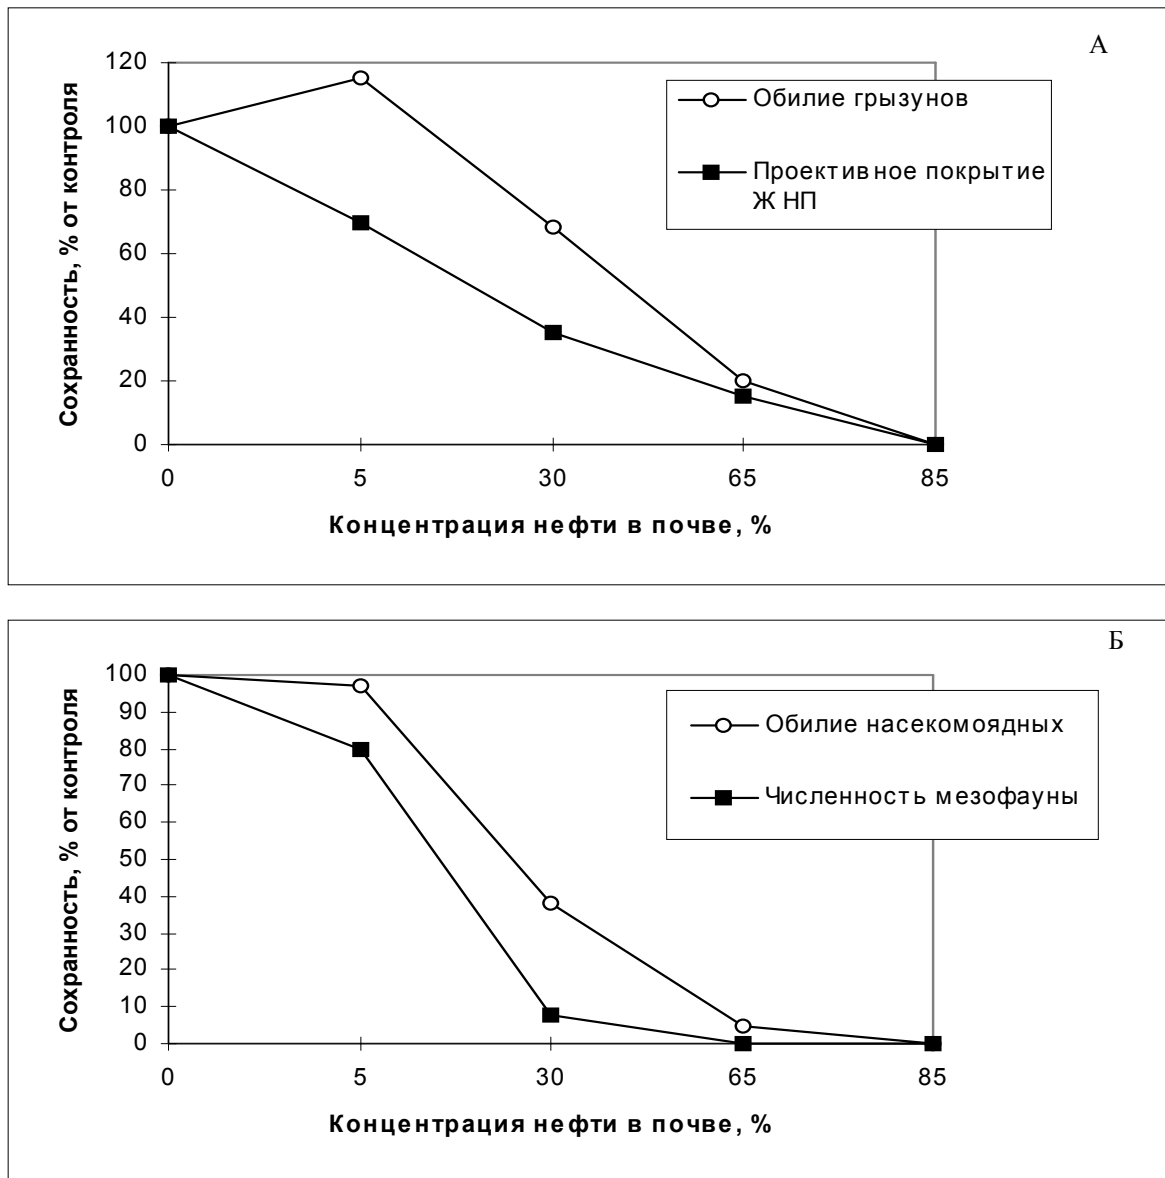 А
120
100
80
60
40
20
0
Сохранность, % от контроля
Обилие грызунов
Проективное покрытие
ЖНП
0 5 30 65 85
Концентрация нефти в почве, %
Б
100
90
80
70
60
50
40
30
20
10
0
Сохранность, % от контроля
Обилие насекомоядных
Численность мезофауны
0 5 30 65 85
Концентрация нефти в почве, %